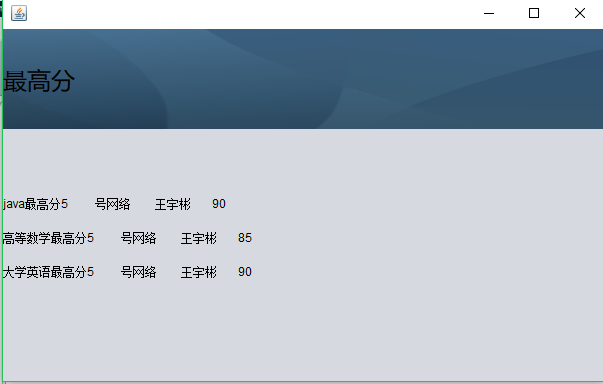 最高分
java最高分5 号网络 王宇彬 90
高等数学最高分5 号网络 王宇彬 85
大学英语最高分5 号网络 王宇彬 90